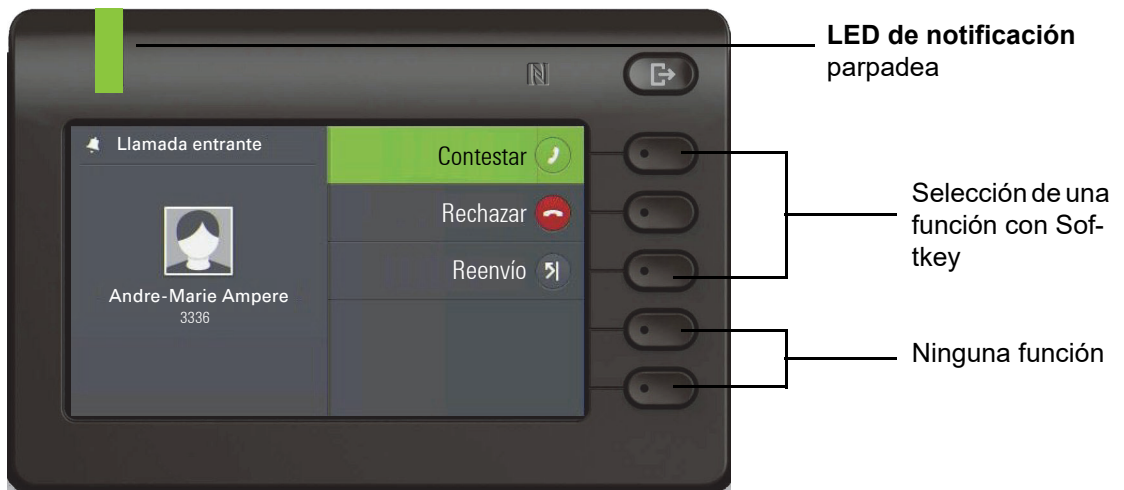 LED de notificación
parpadea
Llamada entrante
Contestar
Rechazar
Reenvío
Andre-Marie Ampere
3336
Selección de una
función con Sof-
tkey
Ninguna función